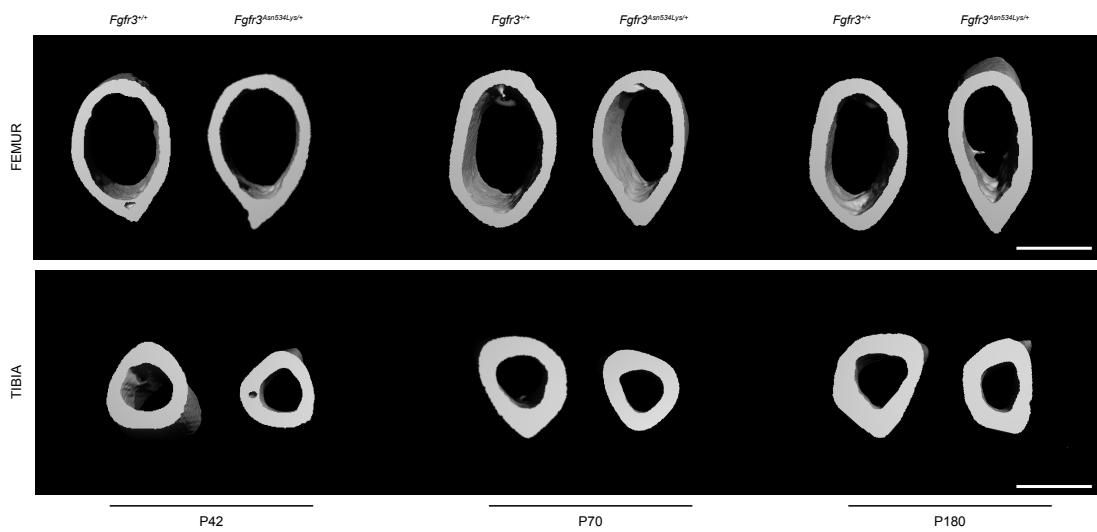 Fgfr3+/+ Fgfr3Asn534Lys/+ Fgfr3+/+ Fgfr3Asn534Lys/+ Fgfr3+/+ Fgfr3Asn534Lys/+
FEMUR
TIBIA
P42 P70 P180